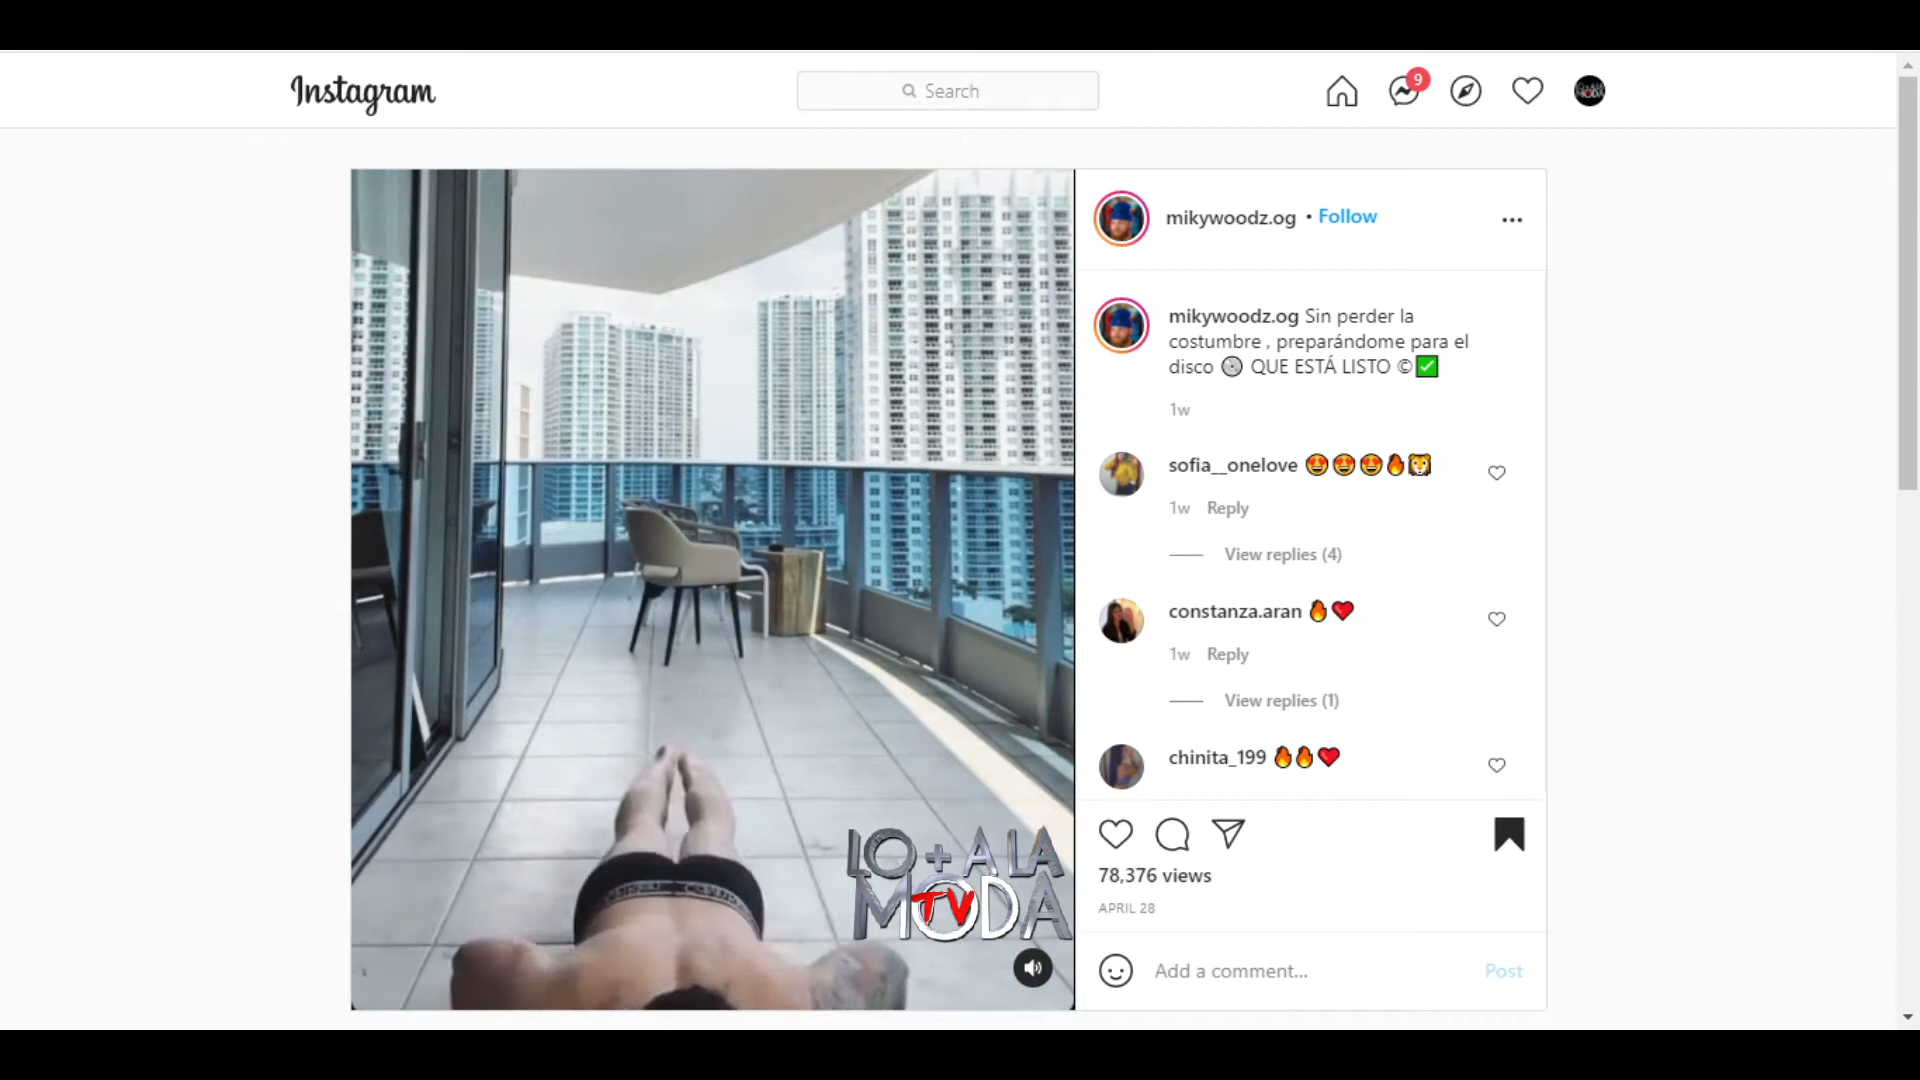 Instagram
Search
9
mikywoodz.og • Follow
mikywoodz.og Sin perder la
costumbre , preparándome para el
disco 💿 QUE ESTÁ LISTO ©✅
1w
sofia__onelove 😍😍😍🔥🐯
1w Reply
View replies (4)
constanza.aran 🔥❤️
1w Reply
View replies (1)
chinita_199 🔥🔥❤️
78,376 views
APRIL 28
Add a comment...
Post
LO + A LA
MODA
TV